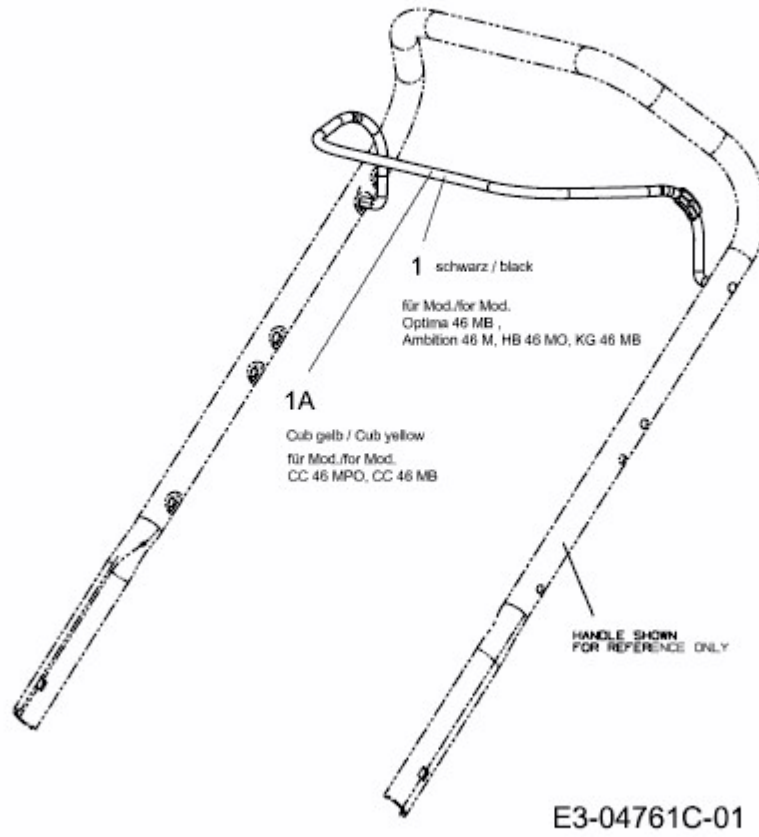 1 schwarz / black
für Mod./for Mod.
Optima 46 MB ,
Ambition 46 M, HB 46 MO, KG 46 MB
1A
Cub gelb / Cub yellow
für Mod./for Mod.
CC 46 MPO, CC 46 MB
HANDLE SHOWN
FOR REFERENCE ONLY
E3-04761C-01